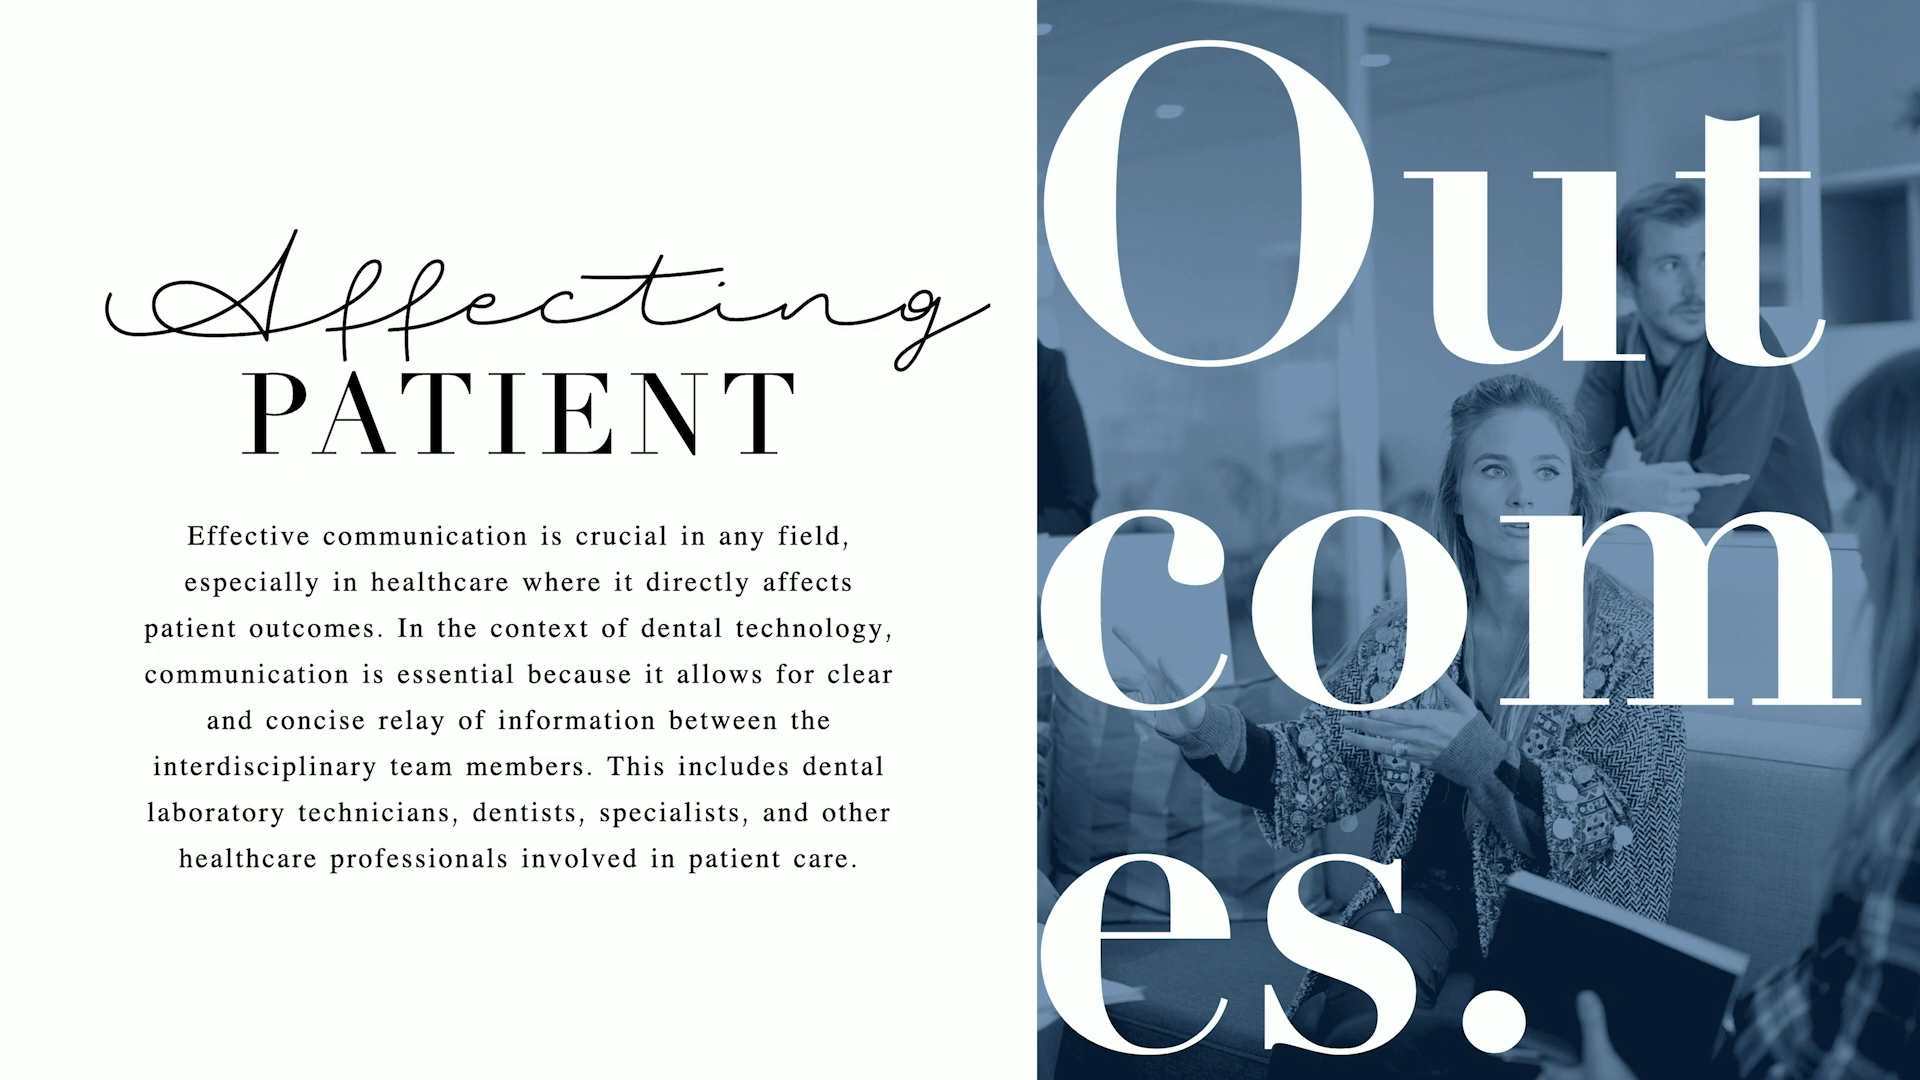 Affecting
PATIENT
Effective communication is crucial in any field,
especially in healthcare where it directly affects
patient outcomes. In the context of dental technology,
communication is essential because it allows for clear
and concise relay of information between the
interdisciplinary team members. This includes dental
laboratory technicians, dentists, specialists, and other
healthcare professionals involved in patient care.
Out
com
es.